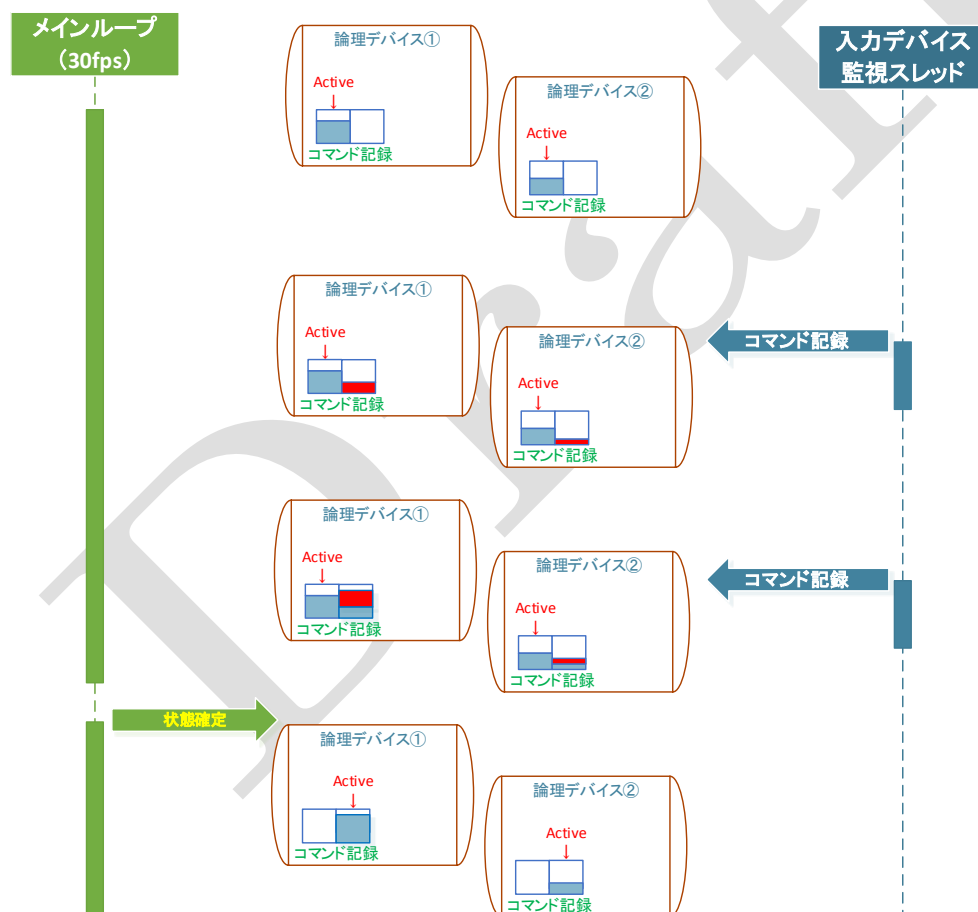 メインループ
（30fps）
入力デバイス
監視スレッド
論理デバイス①
Active
↓
コマンド記録
論理デバイス②
Active
↓
コマンド記録
論理デバイス①
Active
↓
コマンド記録
論理デバイス②
Active
↓
コマンド記録
コマンド記録
論理デバイス①
Active
↓
コマンド記録
論理デバイス②
Active
↓
コマンド記録
コマンド記録
状態確定
論理デバイス①
Active
↓
コマンド記録
論理デバイス②
Active
↓
コマンド記録
Draft